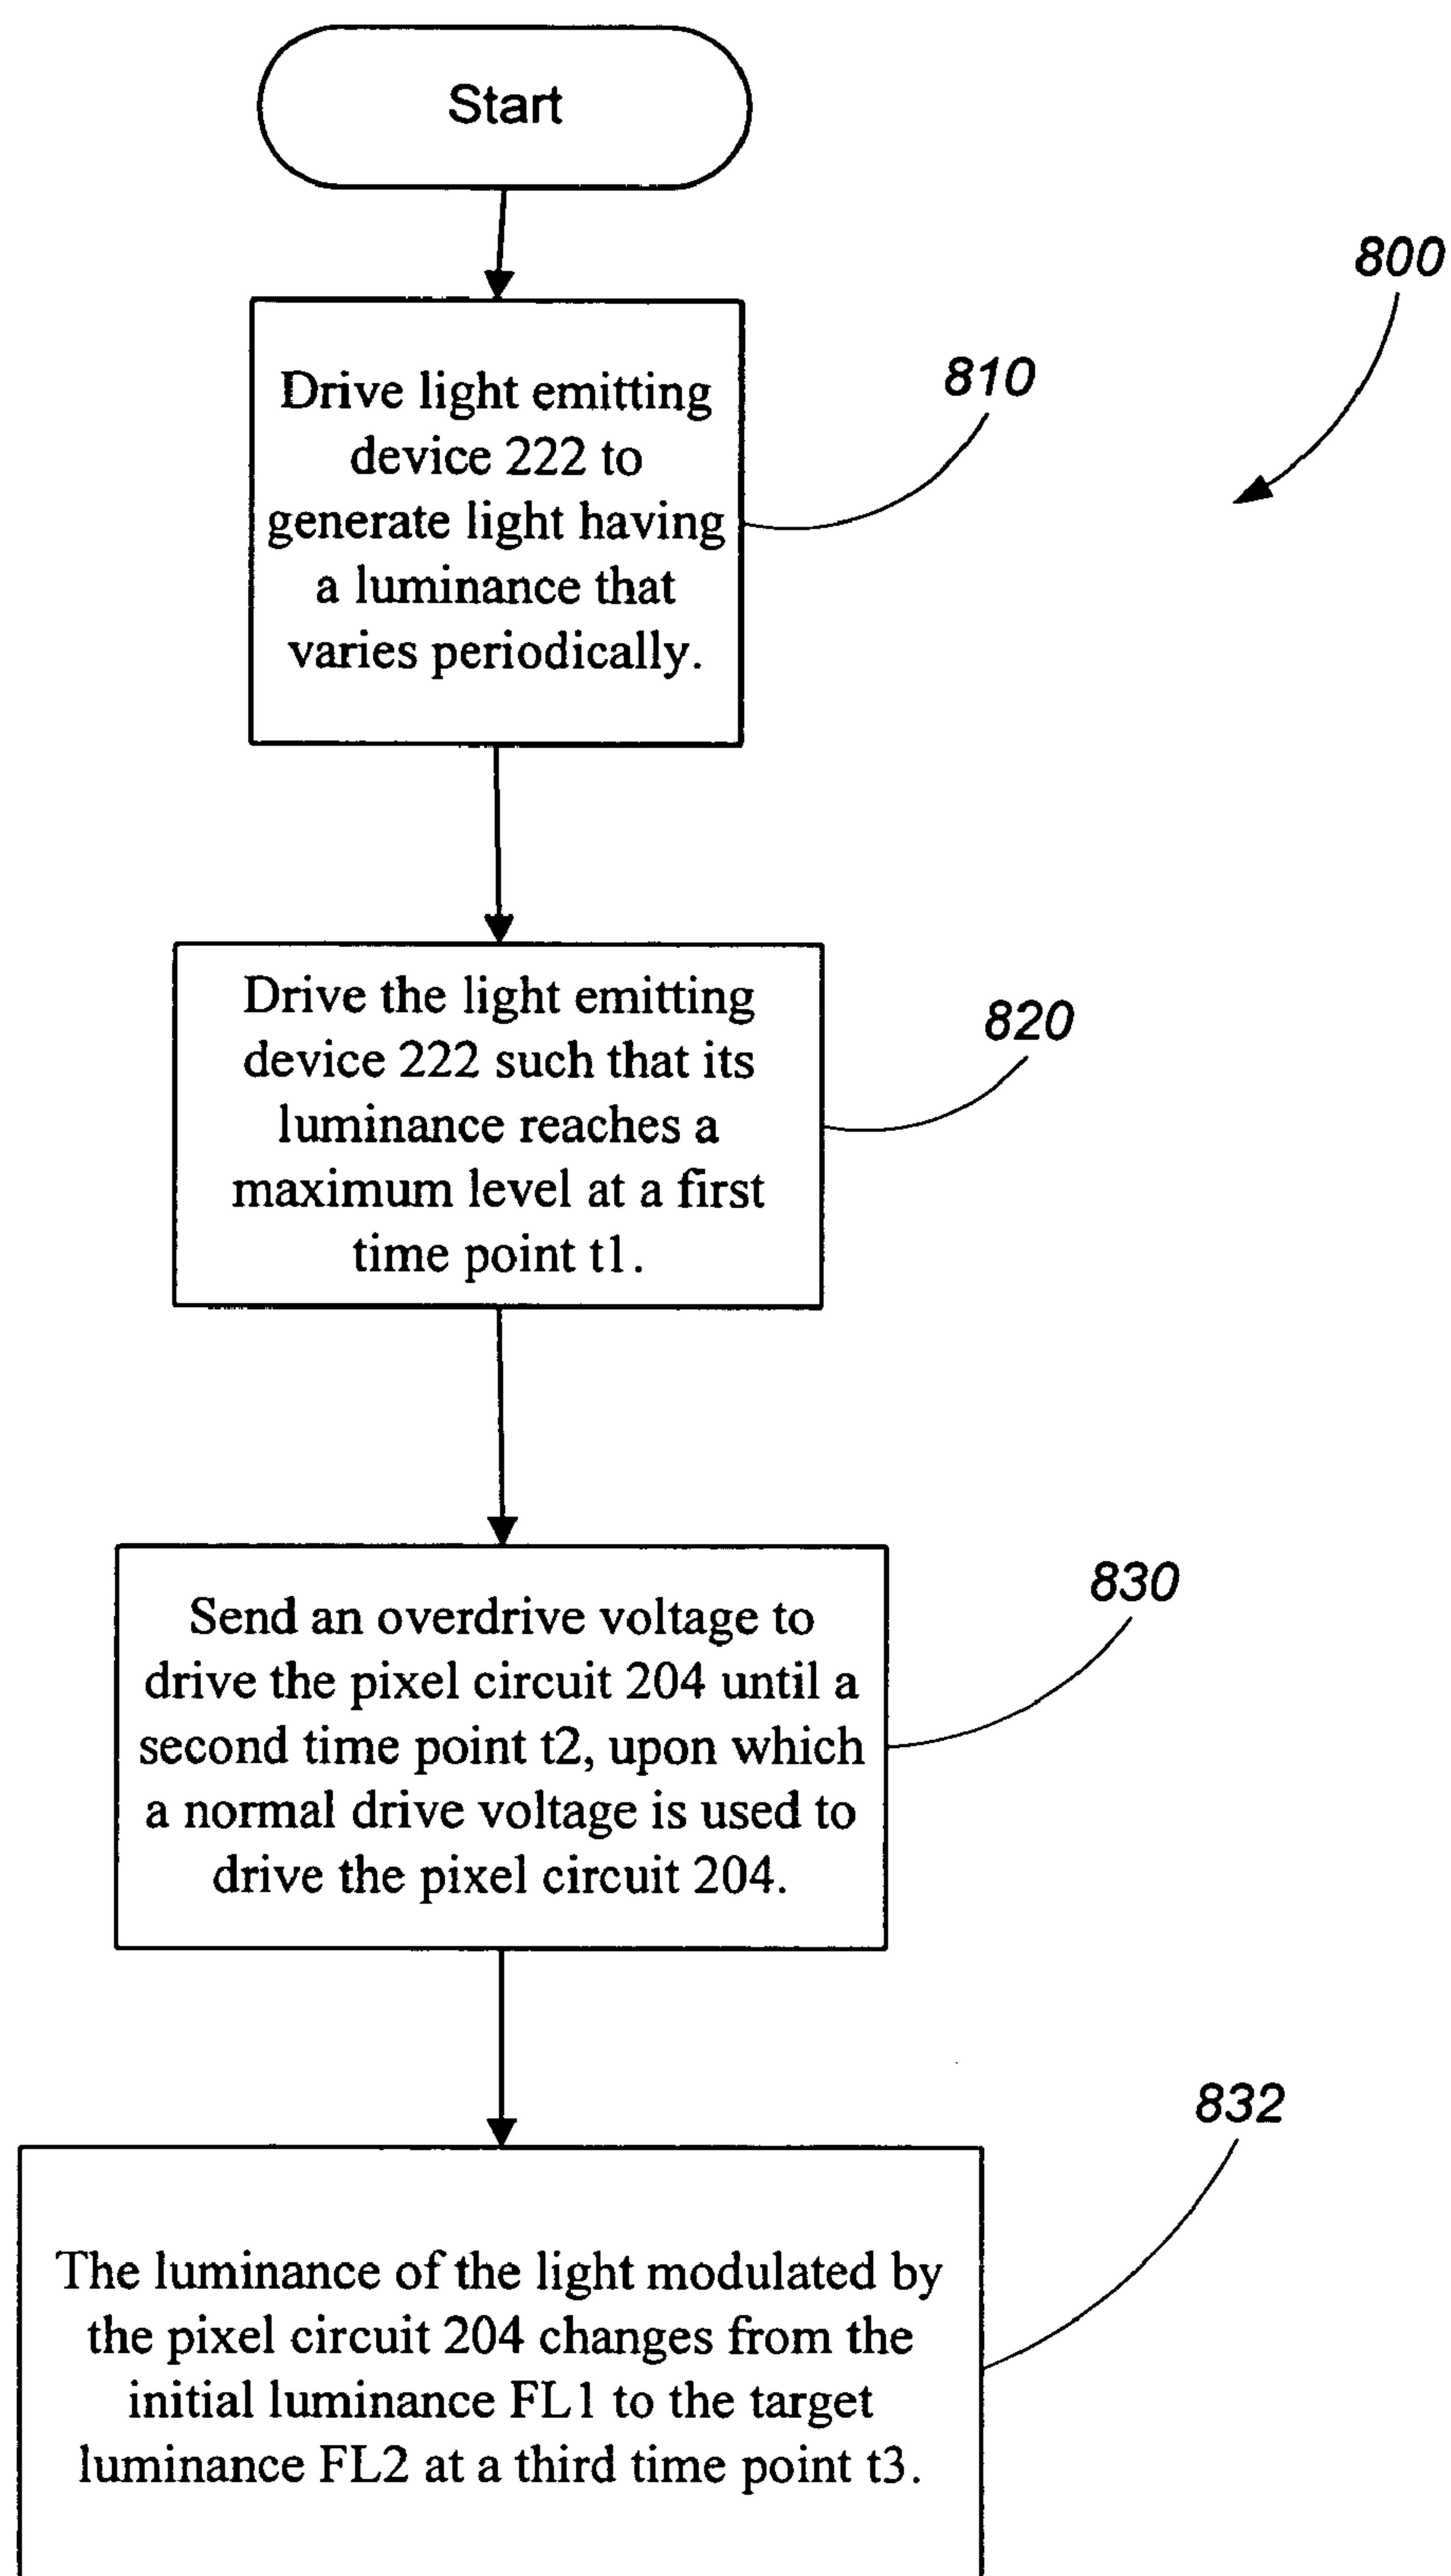 Start
800
Drive light emitting
device 222 to
generate light having
a luminance that
varies periodically.
810
Drive the light emitting
device 222 such that its
luminance reaches a
maximum level at a first
time point t1.
820
Send an overdrive voltage to
drive the pixel circuit 204 until a
second time point t2, upon which
a normal drive voltage is used to
drive the pixel circuit 204.
830
The luminance of the light modulated by
the pixel circuit 204 changes from the
initial luminance FL1 to the target
luminance FL2 at a third time point t3.
832